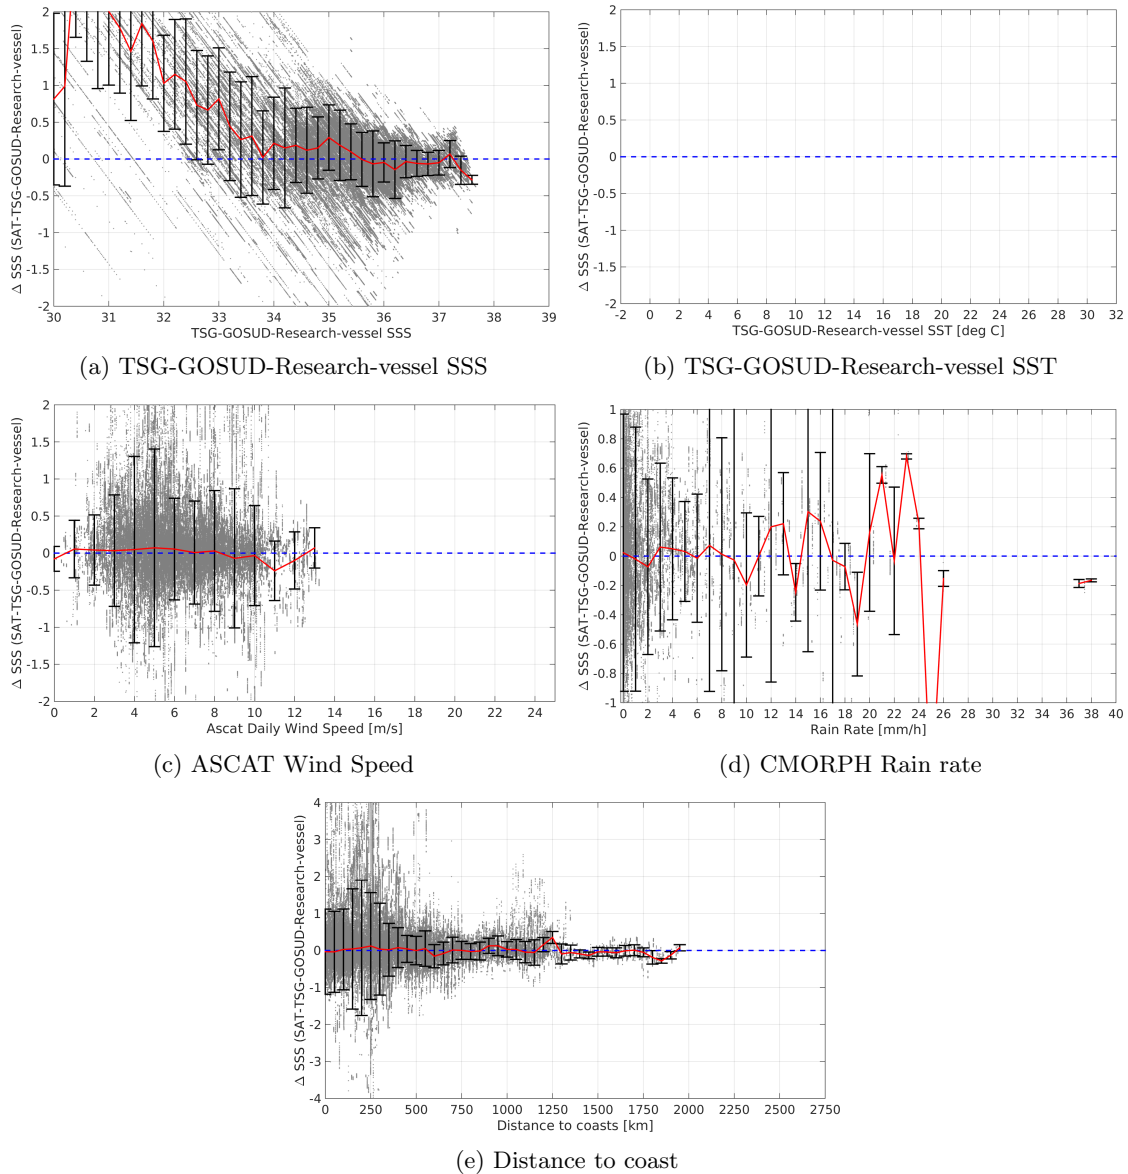 Δ SSS (SAT-TSG-GOSUD-Research-vessel)
2
1.5
1
0.5
0
-0.5
-1
-1.5
-2
30 31 32 33 34 35 36 37 38 39
TSG-GOSUD-Research-vessel SSS
(a) TSG-GOSUD-Research-vessel SSS
Δ SSS (SAT-TSG-GOSUD-Research-vessel)
2
1.5
1
0.5
0
-0.5
-1
-1.5
-2
-2 0 2 4 6 8 10 12 14 16 18 20 22 24 26 28 30 32
TSG-GOSUD-Research-vessel SST [deg C]
(b) TSG-GOSUD-Research-vessel SST
Δ SSS (SAT-TSG-GOSUD-Research-vessel)
2
1.5
1
0.5
0
-0.5
-1
-1.5
-2
0 2 4 6 8 10 12 14 16 18 20 22 24
Ascat Daily Wind Speed [m/s]
(c) ASCAT Wind Speed
Δ SSS (SAT-TSG-GOSUD-Research-vessel)
1
0.8
0.6
0.4
0.2
0
-0.2
-0.4
-0.6
-0.8
-1
0 2 4 6 8 10 12 14 16 18 20 22 24 26 28 30 32 34 36 38 40
Rain Rate [mm/h]
(d) CMORPH Rain rate
Δ SSS (SAT-TSG-GOSUD-Research-vessel)
4
3
2
1
0
-1
-2
-3
-4
0 250 500 750 1000 1250 1500 1750 2000 2250 2500 2750
Distance to coasts [km]
(e) Distance to coast